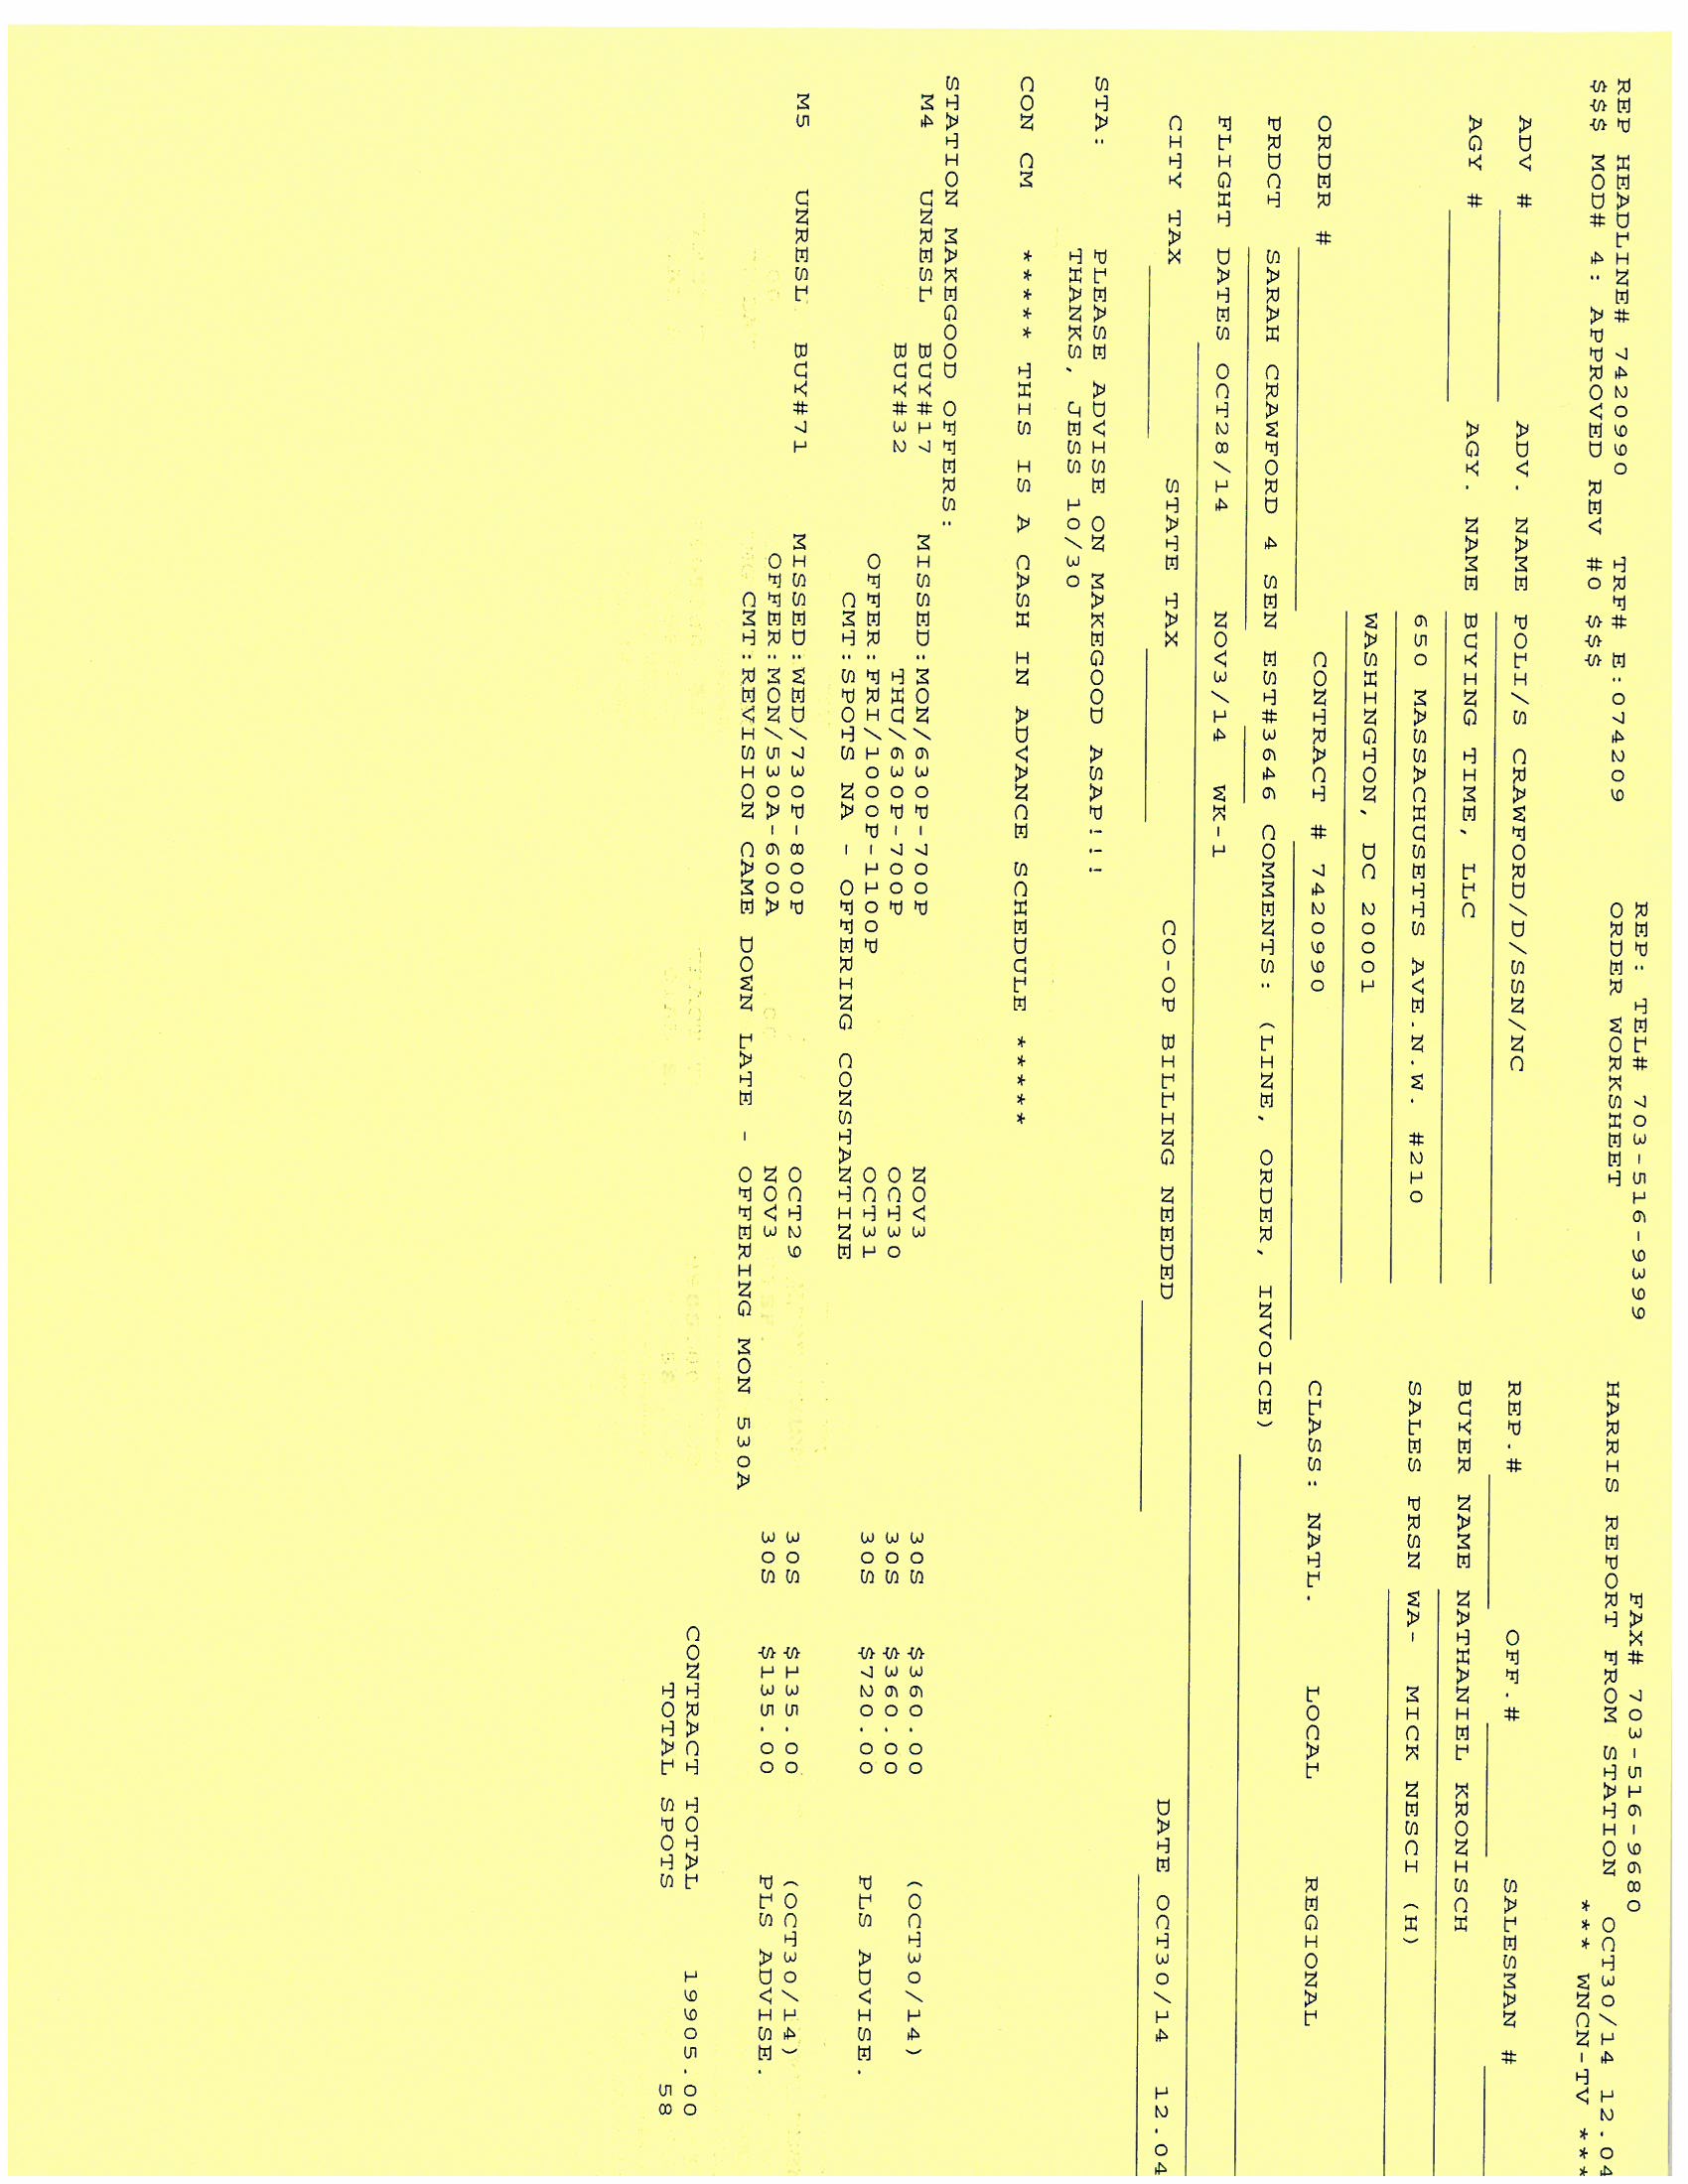 REP: TEL# 703-516-9399 FAX# 703-516-9680
REP HEADLINE# 7420990 TRF# E:074209 ORDER WORKSHEET HARRIS REPORT FROM STATION OCT30/14 12.04
$$$ MOD# 4: APPROVED REV #0 $$$ *** WNCN-TV ***
ADV # ADV. NAME POLI/S CRAWFORD/D/SSN/NC REP.# OFF.# SALESMAN #
AGY # AGY. NAME BUYING TIME, LLC BUYER NAME NATHANIEL KRONISCH
650 MASSACHUSETTS AVE.N.W. #210 SALES PRSN WA- MICK NESCI (H)
WASHINGTON, DC 20001
ORDER # CONTRACT # 7420990 CLASS: NATL. LOCAL REGIONAL
PRDCT SARAH CRAWFORD 4 SEN EST#3646 COMMENTS: (LINE, ORDER, INVOICE)
FLIGHT DATES OCT28/14 NOV3/14 WK-1
CITY TAX STATE TAX CO-OP BILLING NEEDED DATE OCT30/14 12.04
STA: PLEASE ADVISE ON MAKEGOOD ASAP!!!
THANKS, JESS 10/30
CON CM ***** THIS IS A CASH IN ADVANCE SCHEDULE *****
STATION MAKEGOOD OFFERS:
M4 UNRESL BUY#17 MISSED:MON/630P-700P NOV3 30S $360.00 (OCT30/14)
BUY#32 THU/630P-700P OCT30 30S $360.00
OFFER:FRI/1000P-1100P OCT31 30S $720.00 PLS ADVISE.
CMT:SPOTS NA - OFFERING CONSTANTINE
M5 UNRESL BUY#71 MISSED:WED/730P-800P OCT29 30S $135.00 (OCT30/14)
OFFER:MON/530A-600A NOV3 30S $135.00 PLS ADVISE.
CMT:REVISION CAME DOWN LATE - OFFERING MON 530A
CONTRACT TOTAL 19905.00
TOTAL SPOTS 58